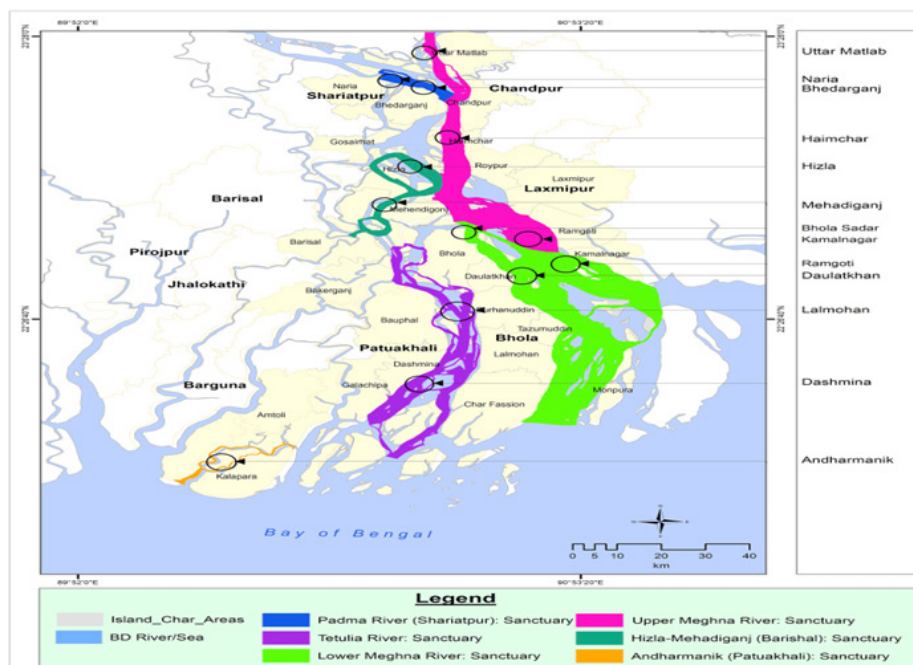 89°52'0"E
90°53'20"E
Uttar Matlab
Naria
Shariatpur
Bhedarganj
Chandpur
Chandpur
Gosairhat
Haimchar
Hizla
Roypur
Laxmipur
Laxmipur
Barisal
Mehendigonj
Barisal
Ramgati
Kamalnagar
Bhola
Pirojpur
Daulatkhan
Jhalokathi
Bakerganj
urhanuddin
Bauphal
Tazumuddin
Bhola
Patuakhali
Lalmohan
Dashmina
Barguna
Galachipa
Monpura
Char Fassion
Amtoli
Kalapara
Bay of Bengal
0 5 10 20 30 40
km
89°52'0"E
90°53'20"E
Uttar Matlab
Naria
Bhedarganj
Haimchar
Hizla
Mehadiganj
Bhola Sadar
Kamalnagar
Ramgoti
Daulatkhan
Lalmohan
Dashmina
Andharmanik
Legend
Island_Char_Areas
BD River/Sea
Padma River (Shariatpur): Sanctuary
Tetulia River: Sanctuary
Lower Meghna River: Sanctuary
Upper Meghna River: Sanctuary
Hizla-Mehadiganj (Barishal): Sanctuary
Andharmanik (Patuakhali): Sanctuary